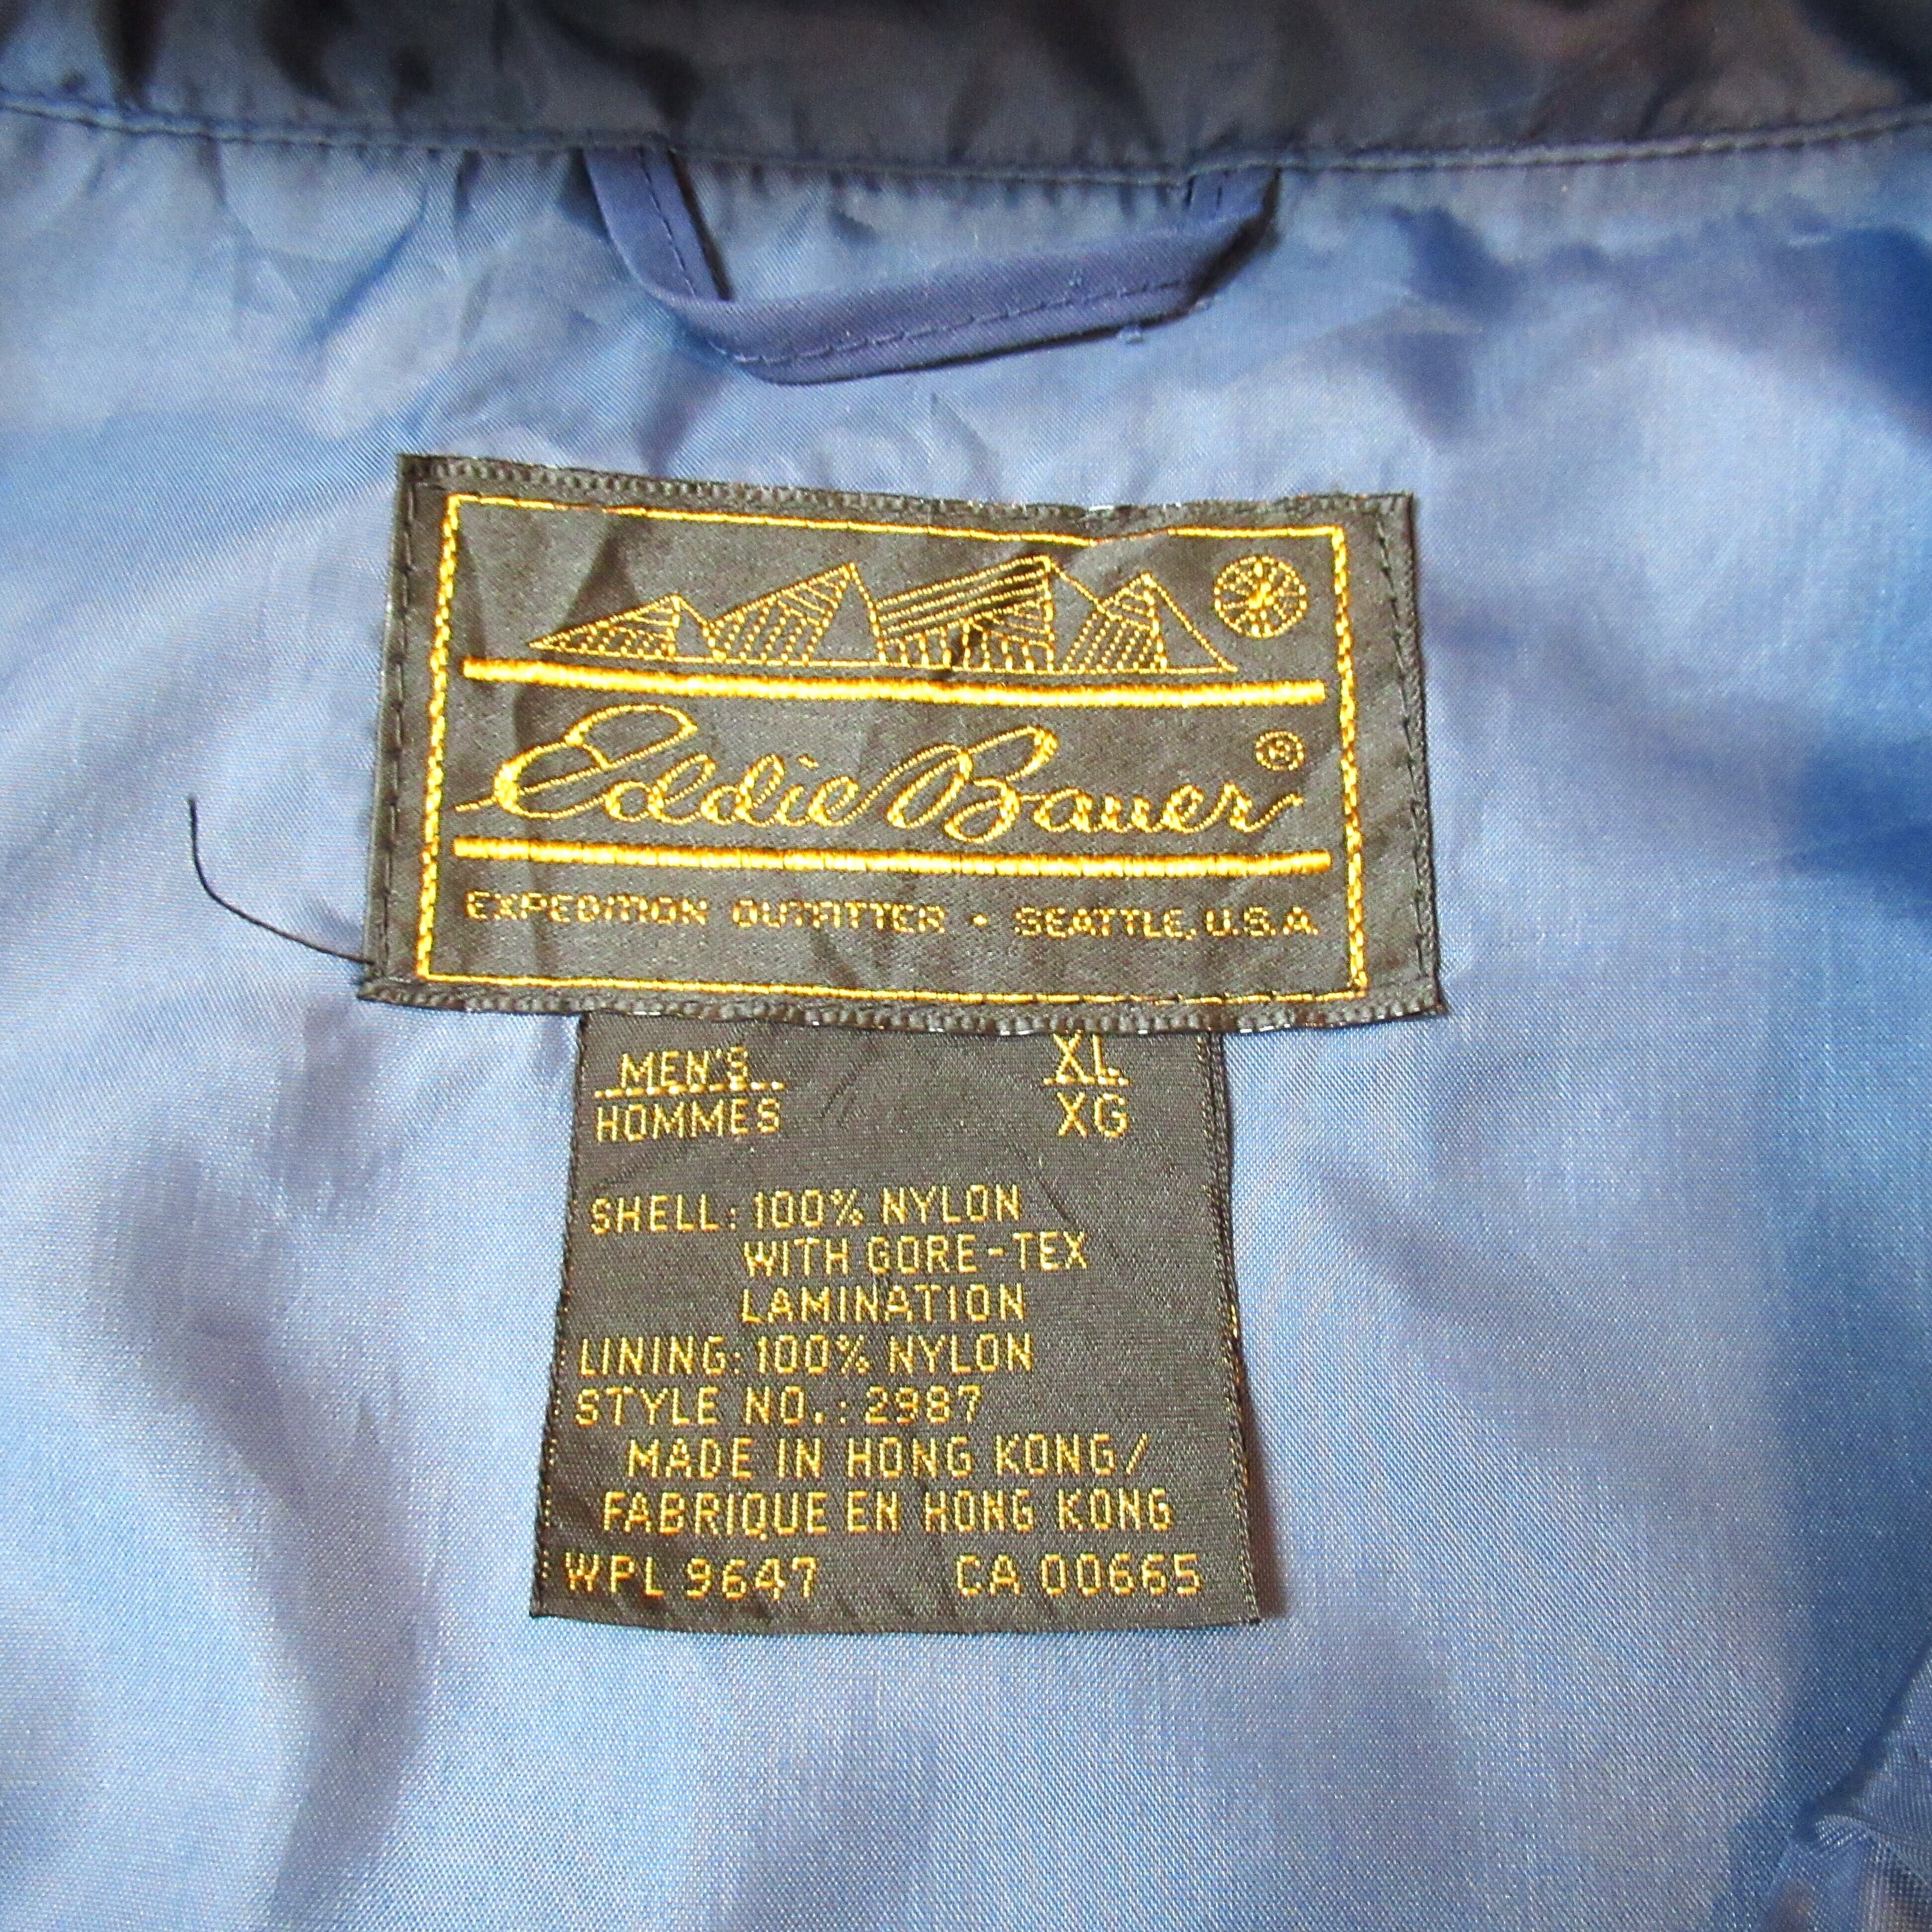 Eddie Bauer®
EXPEDITION OUTFITTER · SEATTLE, U.S.A.
MEN'S XL
HOMMES XG
SHELL: 100% NYLON
WITH GORE-TEX
LAMINATION
LINING: 100% NYLON
STYLE NO.: 2987
MADE IN HONG KONG/
FABRIQUE EN HONG KONG
WPL 9647 CA 00665